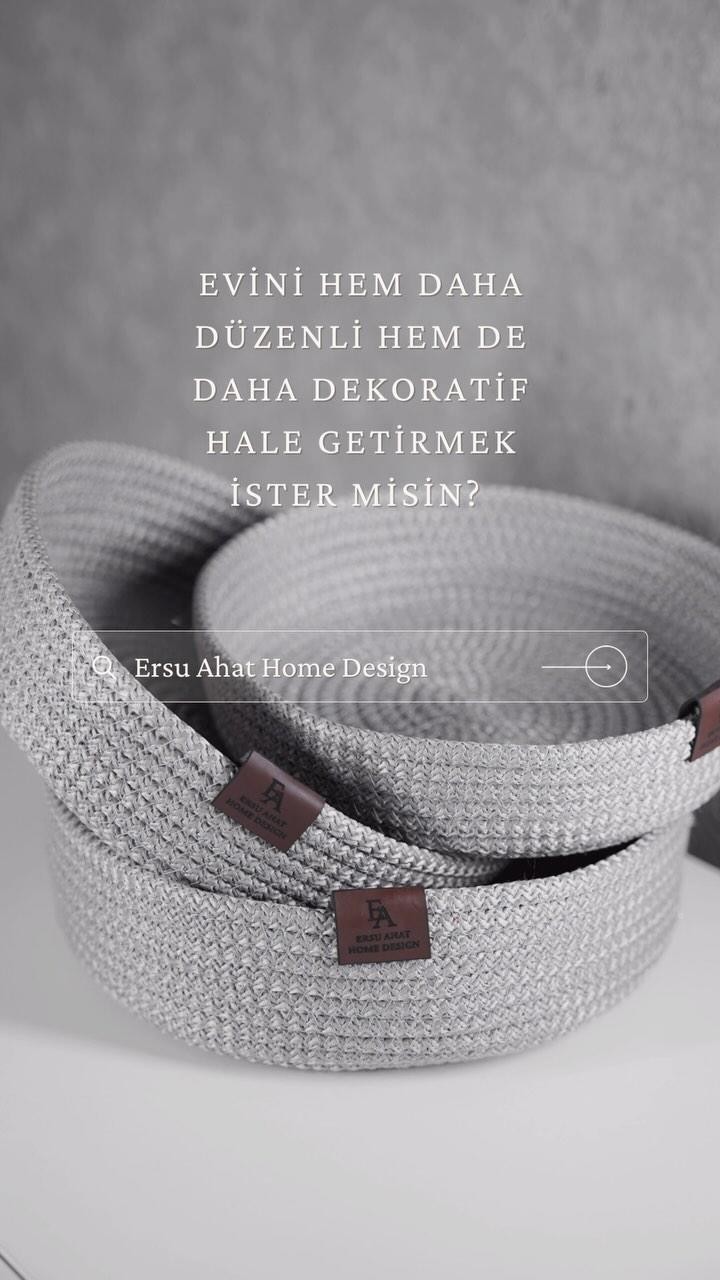 EVİNİ HEM DAHA
DÜZENLİ HEM DE
DAHA DEKORATİF
HALE GETİRMEK
İSTER MİSİN?
Ersu Ahat Home Design
EA
ERSU AHAT
HOME DESIGN
EA
ERSU AHAT
HOME DESIGN